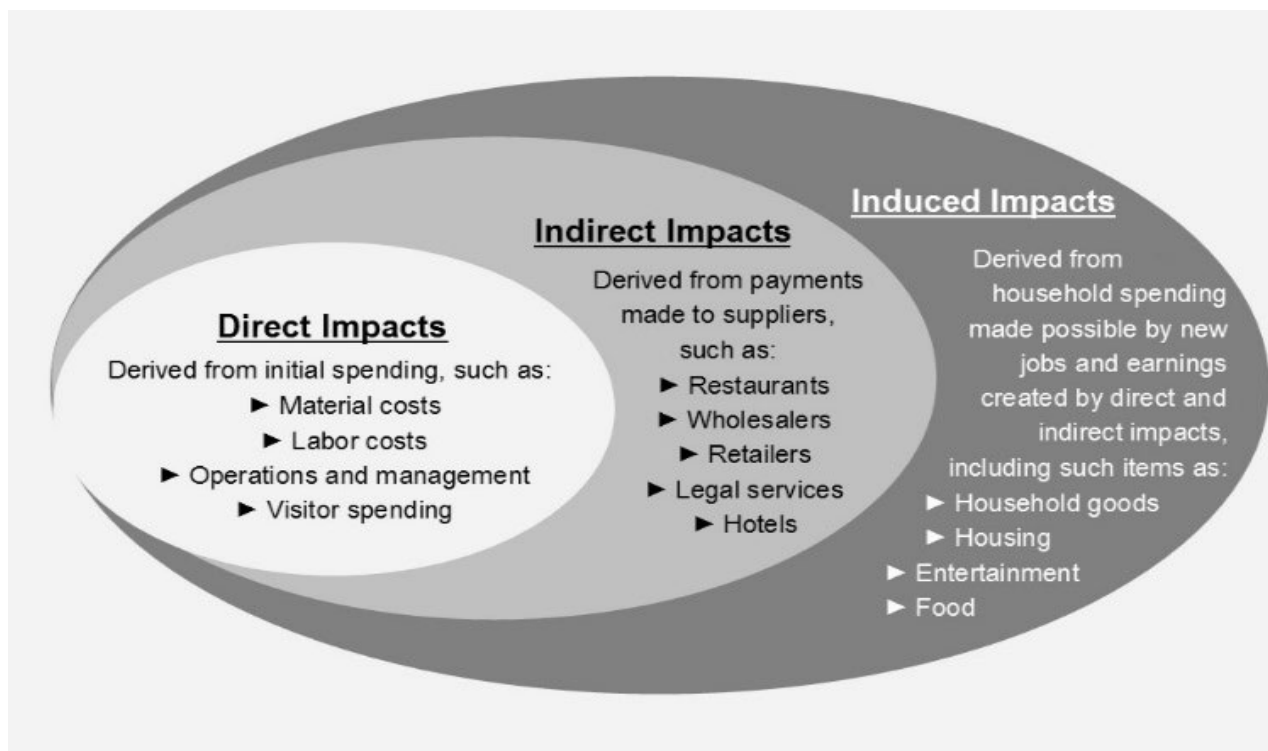 Direct Impacts
Derived from initial spending, such as:
► Material costs
► Labor costs
► Operations and management
► Visitor spending
Indirect Impacts
Derived from payments
made to suppliers,
such as:
► Restaurants
► Wholesalers
► Retailers
► Legal services
► Hotels
Induced Impacts
Derived from
household spending
made possible by new
jobs and earnings
created by direct and
indirect impacts,
including such items as:
► Household goods
► Housing
► Entertainment
► Food